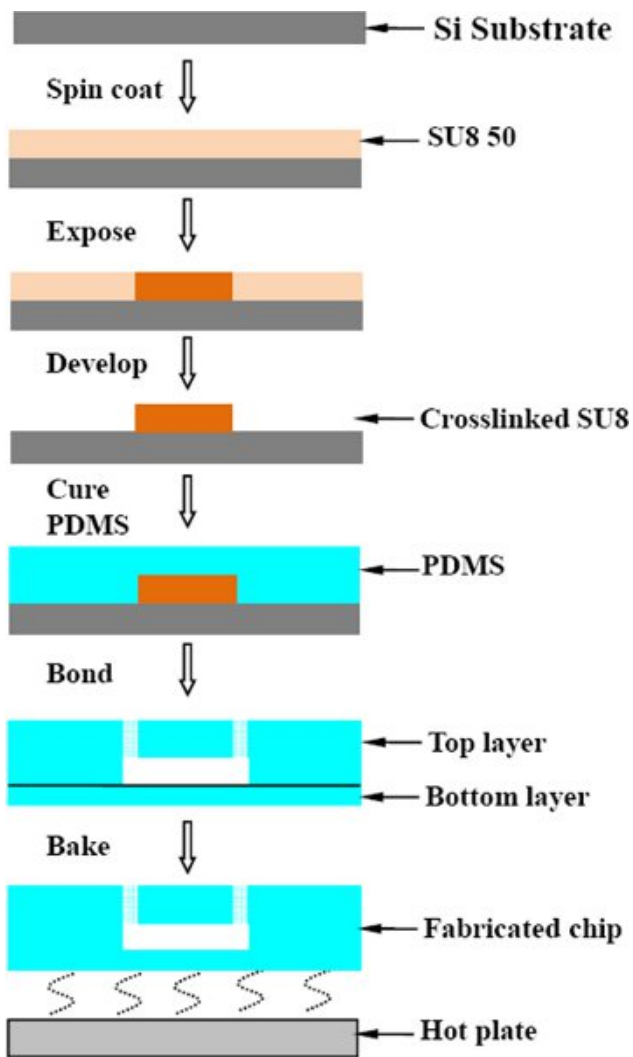 Si Substrate
Spin coat
SU8 50
Expose
Develop
Crosslinked SU8
Cure
PDMS
PDMS
Bond
Top layer
Bottom layer
Bake
Fabricated chip
Hot plate